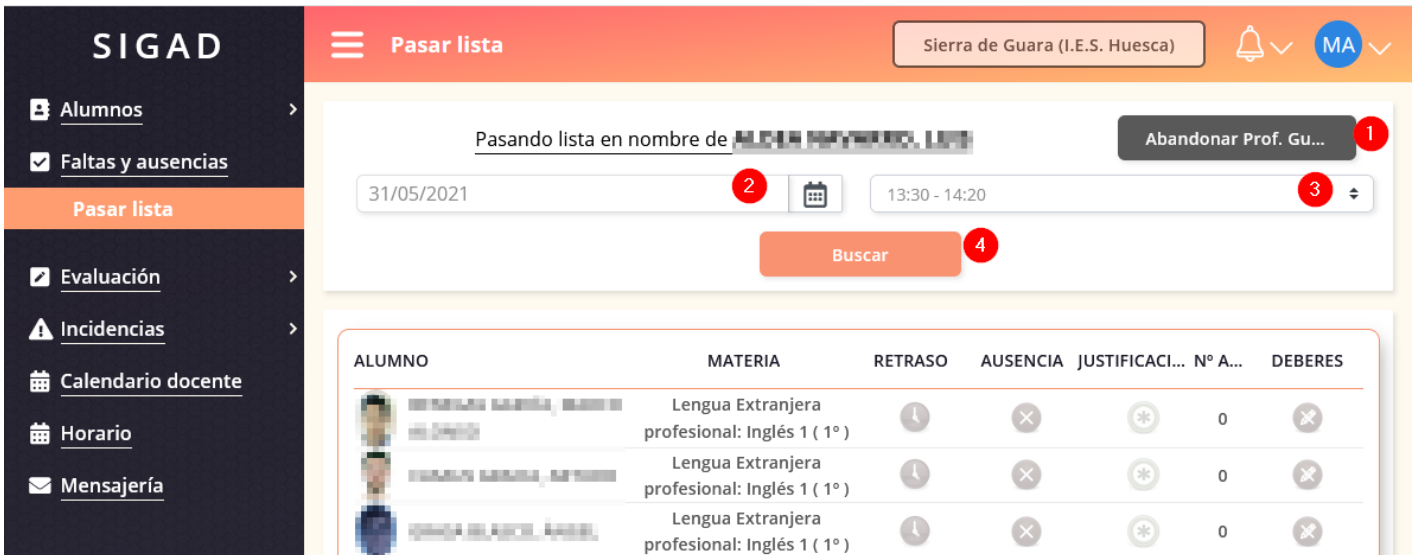 SIGAD
Alumnos
Faltas y ausencias
Pasar lista
Evaluación
Incidencias
Calendario docente
Horario
Mensajería
Pasar lista
Sierra de Guara (I.E.S. Huesca)
MA
Pasando lista en nombre de
Abandonar Prof. Gu...
1
31/05/2021
2
13:30 - 14:20
3
Buscar
4
ALUMNO MATERIA RETRASO AUSENCIA JUSTIFICACI... Nº A... DEBERES
Lengua Extranjera
profesional: Inglés 1 ( 1º ) 0
Lengua Extranjera
profesional: Inglés 1 ( 1º ) 0
Lengua Extranjera
profesional: Inglés 1 ( 1º ) 0